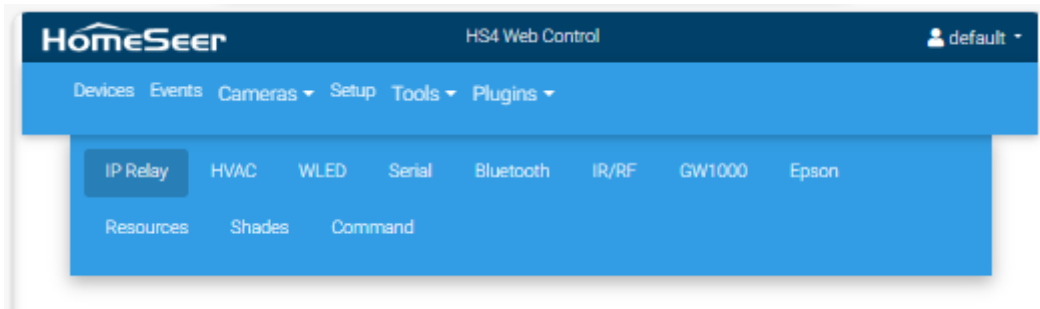 HomeSeer HS4 Web Control default
Devices Events Cameras Setup Tools Plugins
IP Relay HVAC WLED Serial Bluetooth IR/RF GW1000 Epson
Resources Shades Command